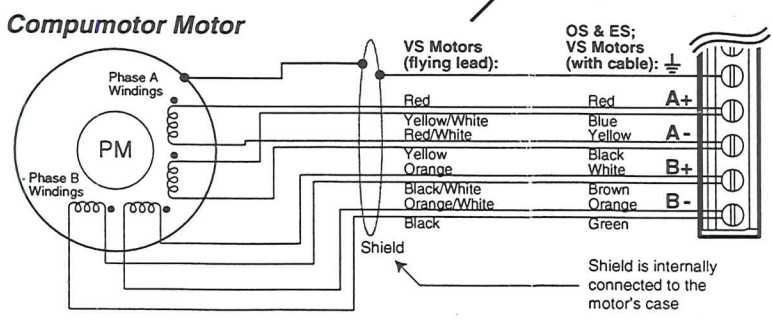 Compumotor Motor
VS Motors
(flying lead):
OS & ES;
VS Motors
(with cable):
Phase A
Windings
Red Red A+
Yellow/White Blue
Red/White Yellow A-
PM
Yellow Black
Orange White B+
Phase B
Windings
Black/White Brown
Orange/White Orange B-
Black Green
Shield
Shield is internally
connected to the
motor's case